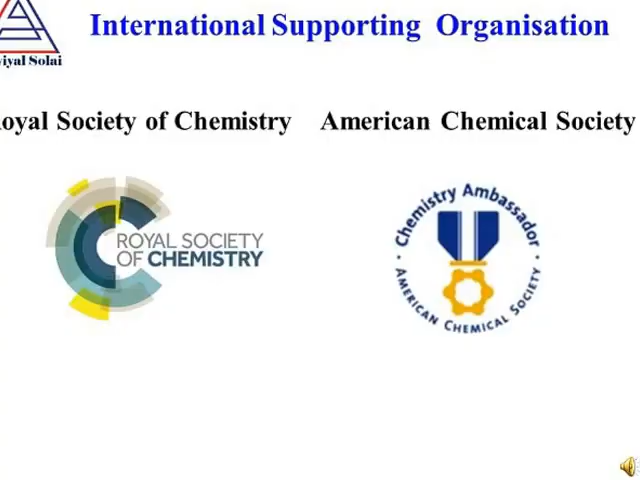 International Supporting Organisation
viyal Solai
oyal Society of Chemistry
American Chemical Society
ROYAL SOCIETY
OF CHEMISTRY
Chemistry Ambassador
AMERICAN CHEMICAL SOCIETY